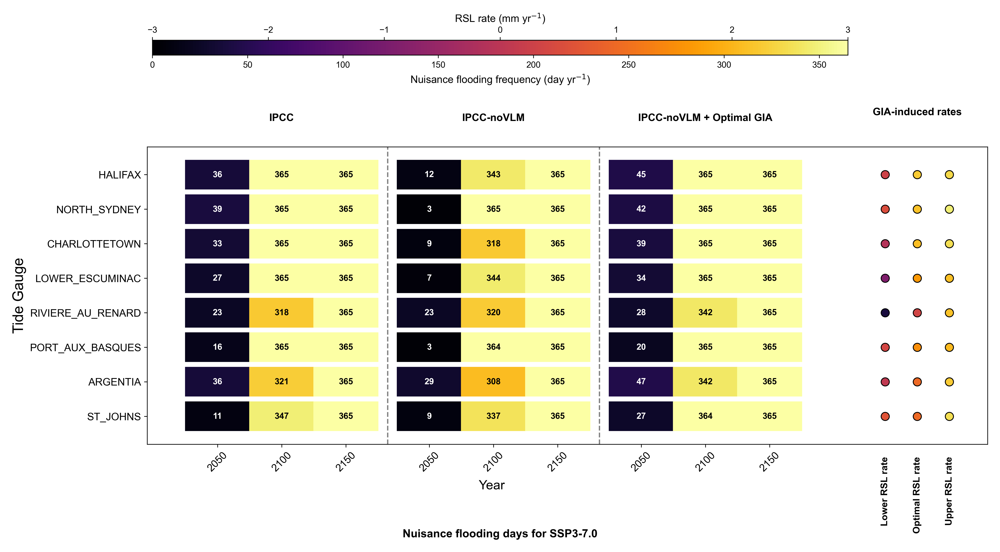 RSL rate (mm yr⁻¹)
−3 −2 −1 0 1 2 3
0 50 100 150 200 250 300 350
Nuisance flooding frequency (day yr⁻¹)
IPCC IPCC-noVLM IPCC-noVLM + Optimal GIA GIA-induced rates
Tide Gauge
HALIFAX 36 365 365 12 343 365 45 365 365
NORTH_SYDNEY 39 365 365 3 365 365 42 365 365
CHARLOTTETOWN 33 365 365 9 318 365 39 365 365
LOWER_ESCUMINAC 27 365 365 7 344 365 34 365 365
RIVIERE_AU_RENARD 23 318 365 23 320 365 28 342 365
PORT_AUX_BASQUES 16 365 365 3 364 365 20 365 365
ARGENTIA 36 321 365 29 308 365 47 342 365
ST_JOHNS 11 347 365 9 337 365 27 364 365
2050 2100 2150 2050 2100 2150 2050 2100 2150
Lower RSL rate
Optimal RSL rate
Upper RSL rate
Year
Nuisance flooding days for SSP3-7.0